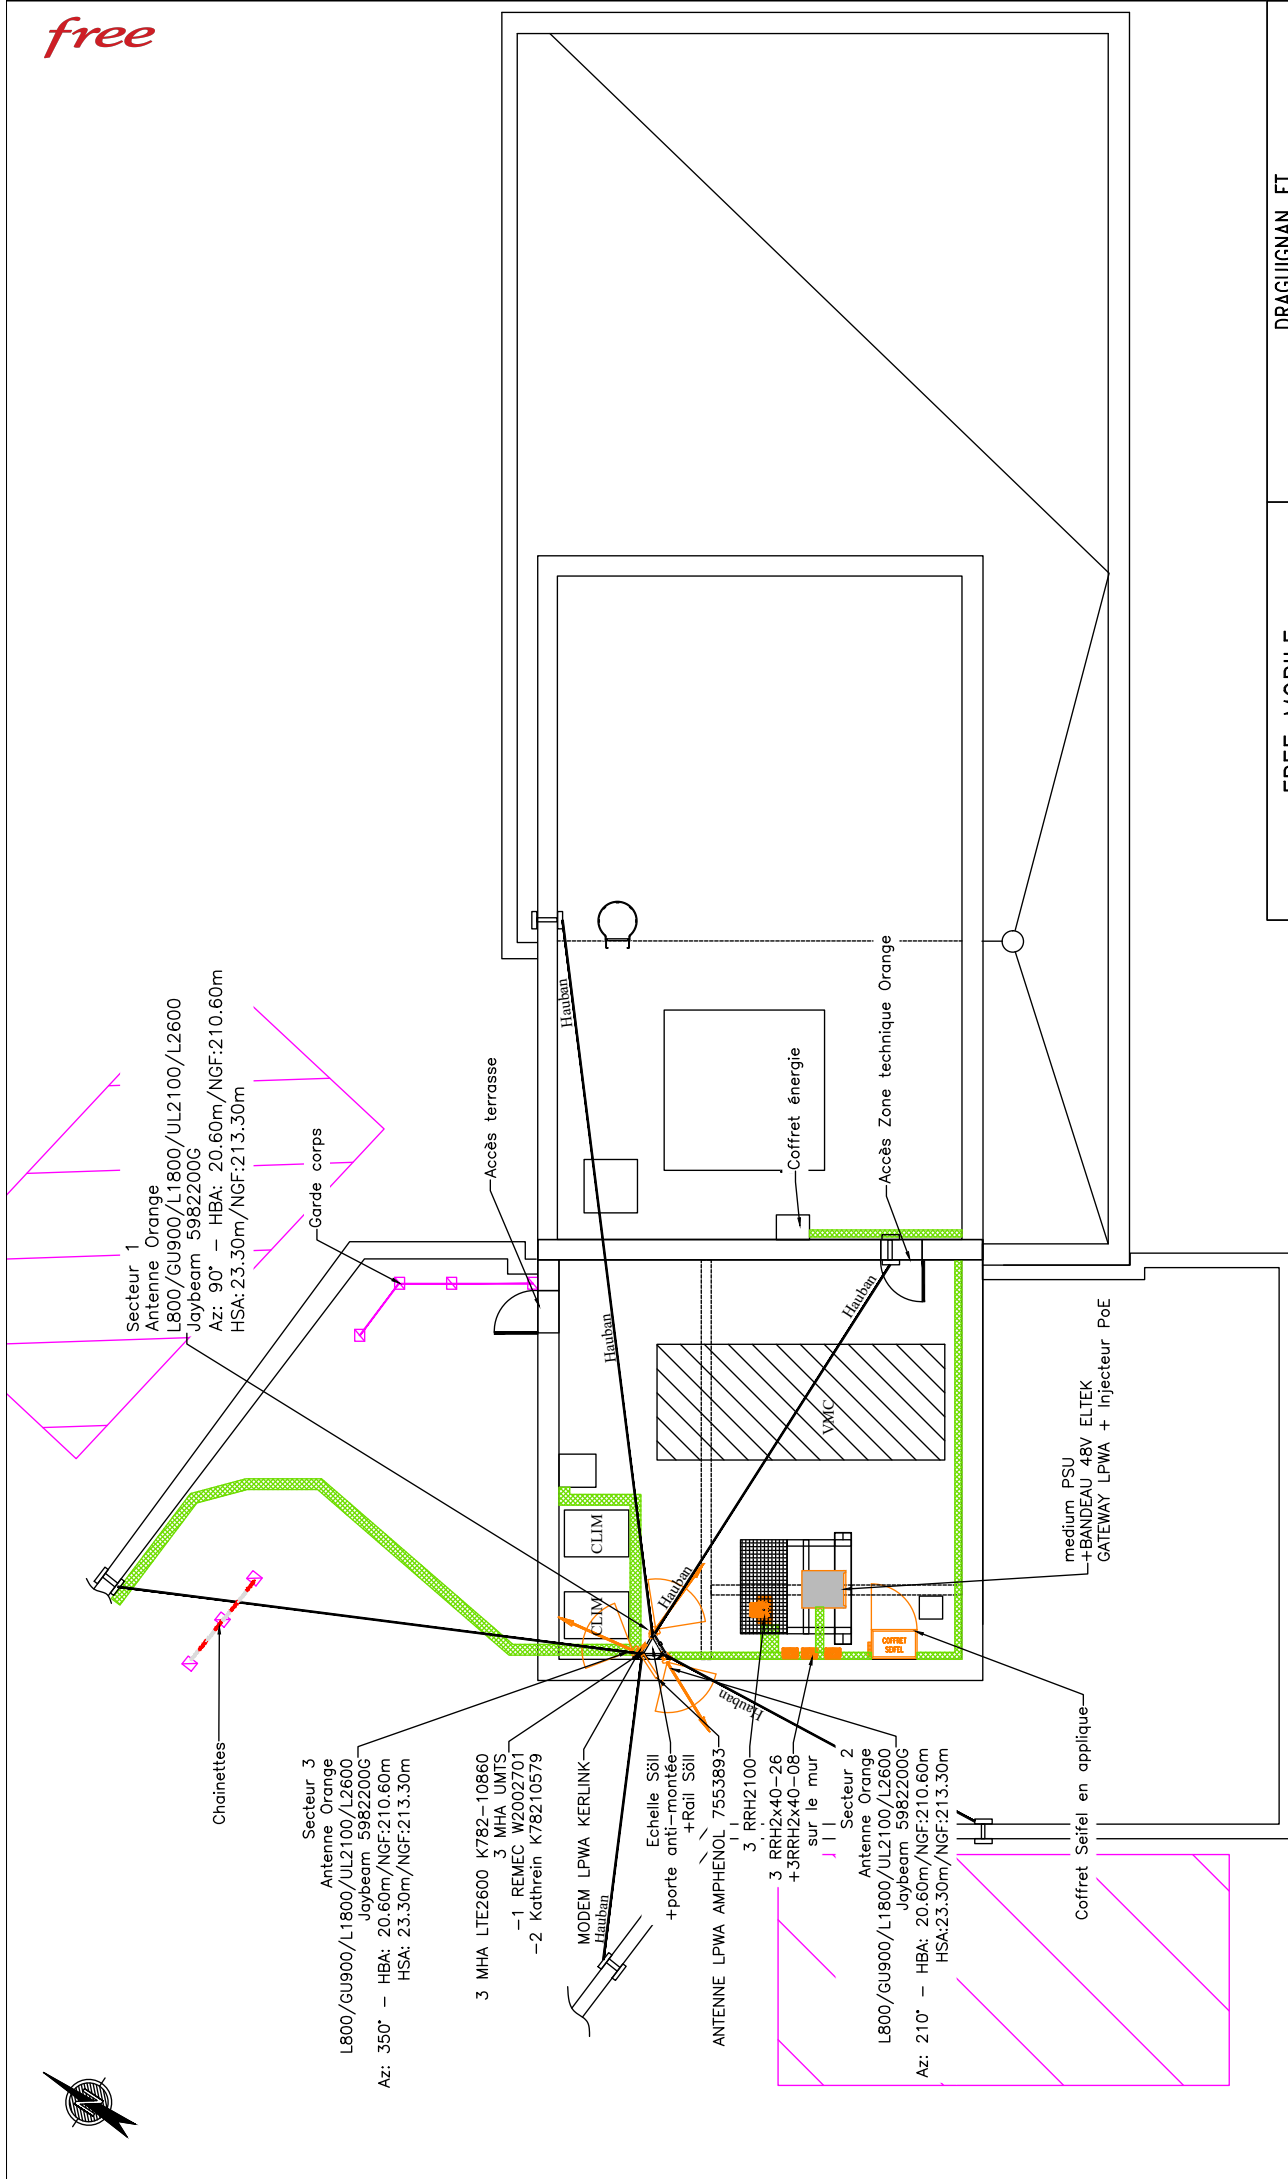 free
Secteur 1
Antenne Orange
L800/GU900/L1800/UL2100/L2600
Jaybeam 5982200G
Az: 90° - HBA: 20.60m/NGF:210.60m
HSA: 23.30m/NGF:213.30m
Garde corps
Accès terrasse
Hauban
Coffret énergie
Accès Zone technique Orange
Hauban
Hauban
VMC
CLIM
CLIM
Hauban
Hauban
COFFRET
SEIFEL
medium PSU
+BANDEAU 48V ELTEK
GATEWAY LPWA + Injecteur PoE
Chainettes
Secteur 3
Antenne Orange
L800/GU900/L1800/UL2100/L2600
Jaybeam 5982200G
Az: 350° - HBA: 20.60m/NGF:210.60m
HSA: 23.30m/NGF:213.30m
3 MHA LTE2600 K782-10860
3 MHA UMTS
-1 REMEC W2002701
-2 Kathrein K78210579
MODEM LPWA KERLINK
Hauban
Echelle Söll
+porte anti-montée
+Rail Söll
ANTENNE LPWA AMPHENOL 7553893
3 RRH2100
3 RRH2x40-26
+3RRH2x40-08
sur le mur
Secteur 2
Antenne Orange
L800/GU900/L1800/UL2100/L2600
Jaybeam 5982200G
Az: 210° - HBA: 20.60m/NGF:210.60m
HSA:23.30m/NGF:213.30m
Coffret Seifel en applique
DRAGUIGNAN FT
FREE MOBILE